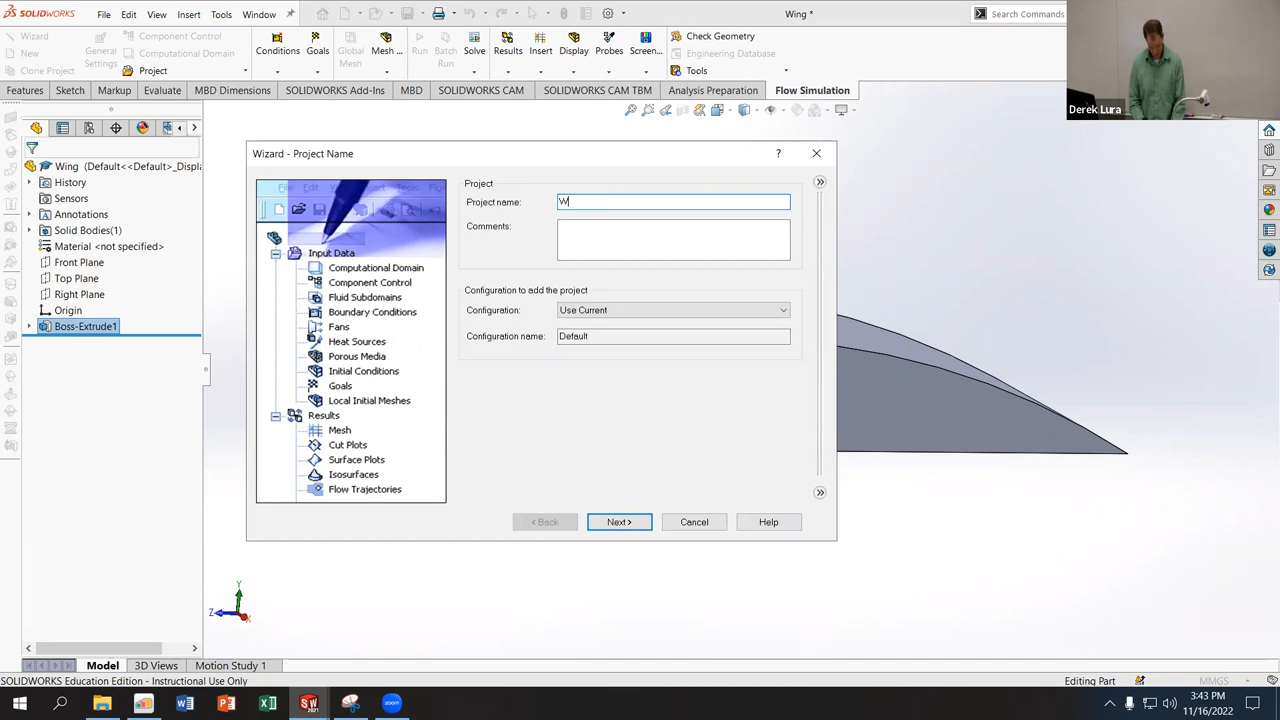 SOLIDWORKS File Edit View Insert Tools Window Wing * Search Commands
Wizard
New
Clone Project
General Settings
Component Control
Computational Domain
Project
Conditions Goals Global Mesh Mesh ... Run Batch Run Solve Results Insert Display Probes Screen...
Check Geometry
Engineering Database
Tools
Derek Lura
Features Sketch Markup Evaluate MBD Dimensions SOLIDWORKS Add-Ins MBD SOLIDWORKS CAM SOLIDWORKS CAM TBM Analysis Preparation Flow Simulation
Wing (Default<<Default>_Displa
History
Sensors
Annotations
Solid Bodies(1)
Material <not specified>
Front Plane
Top Plane
Right Plane
Origin
Boss-Extrude1
Wizard - Project Name ?
Input Data
Computational Domain
Component Control
Fluid Subdomains
Boundary Conditions
Fans
Heat Sources
Porous Media
Initial Conditions
Goals
Local Initial Meshes
Results
Mesh
Cut Plots
Surface Plots
Isosurfaces
Flow Trajectories
Project
Project name: W
Comments:
Configuration to add the project
Configuration: Use Current
Configuration name: Default
< Back Next > Cancel Help
Y
Z X
Model 3D Views Motion Study 1
SOLIDWORKS Education Edition - Instructional Use Only Editing Part MMGS
3:43 PM
11/16/2022